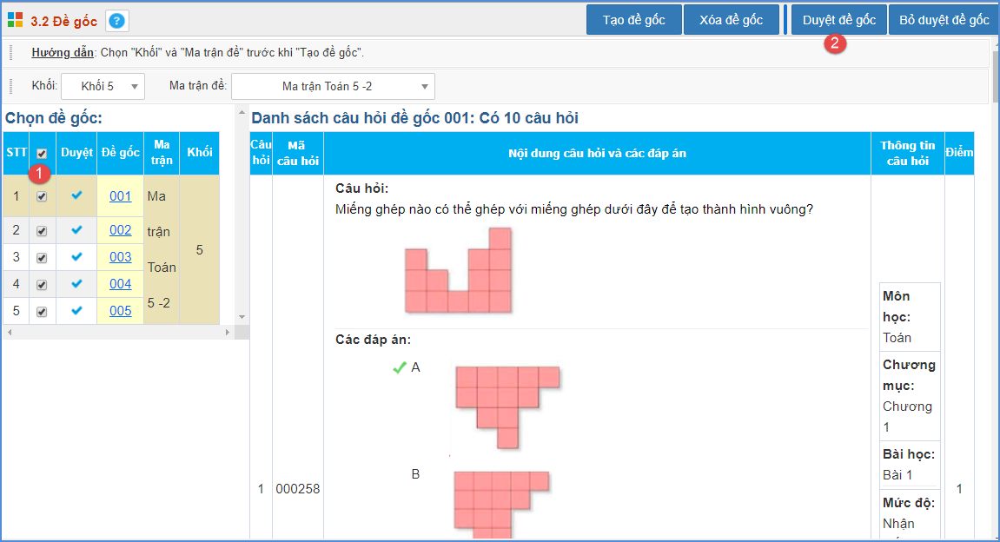 3.2 Đề gốc ?
Tạo đề gốc Xóa đề gốc Duyệt đề gốc Bỏ duyệt đề gốc
2
Hướng dẫn: Chọn "Khối" và "Ma trận đề" trước khi "Tạo đề gốc".
Khối: Khối 5 Ma trận đề: Ma trận Toán 5 -2
Chọn đề gốc:
STT Duyệt Đề gốc Ma trận Khối
1
1 001
2 002
3 003
4 004
5 005
Ma
trận
Toán
5 -2
5
Danh sách câu hỏi đề gốc 001: Có 10 câu hỏi
Câu hỏi Mã câu hỏi Nội dung câu hỏi và các đáp án Thông tin câu hỏi Điểm
1 000258
Câu hỏi:
Miếng ghép nào có thể ghép với miếng ghép dưới đây để tạo thành hình vuông?
Các đáp án:
A
B
Môn
học:
Toán
Chương
mục:
Chương
1
Bài học:
Bài 1
Mức độ:
Nhận
1